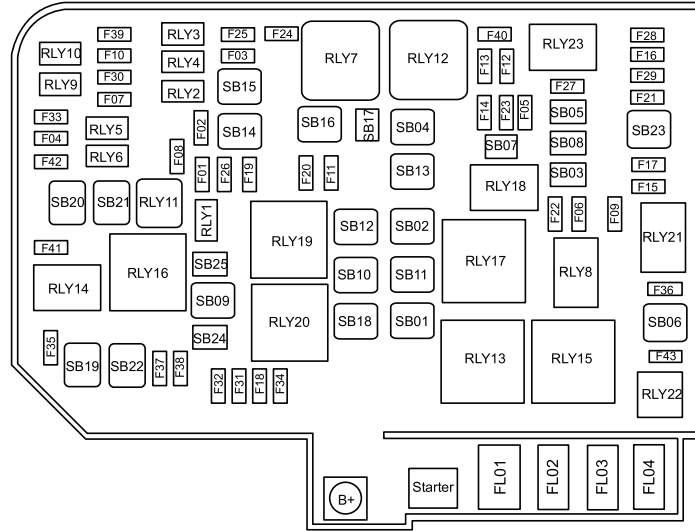 F39
RLY3
F25
F24
F40
F28
RLY10
F10
RLY4
F03
RLY7
RLY12
RLY23
F16
F13
F12
RLY9
F30
RLY2
SB15
F27
F29
F07
F21
F33
RLY5
F02
SB14
SB16
SB17
SB04
F14
F23
F05
SB05
SB23
F04
RLY6
F08
SB07
SB08
F42
F01
F26
F19
F20
F11
SB13
RLY18
SB03
F17
F15
SB20
SB21
RLY11
RLY1
RLY19
SB12
SB02
F22
F06
F09
RLY21
F41
RLY16
SB25
SB10
SB11
RLY17
RLY8
RLY14
SB09
F36
RLY20
SB18
SB01
SB06
F35
SB24
RLY13
RLY15
F43
SB19
SB22
F37
F38
F32
F31
F18
F34
RLY22
B+
Starter
FL01
FL02
FL03
FL04